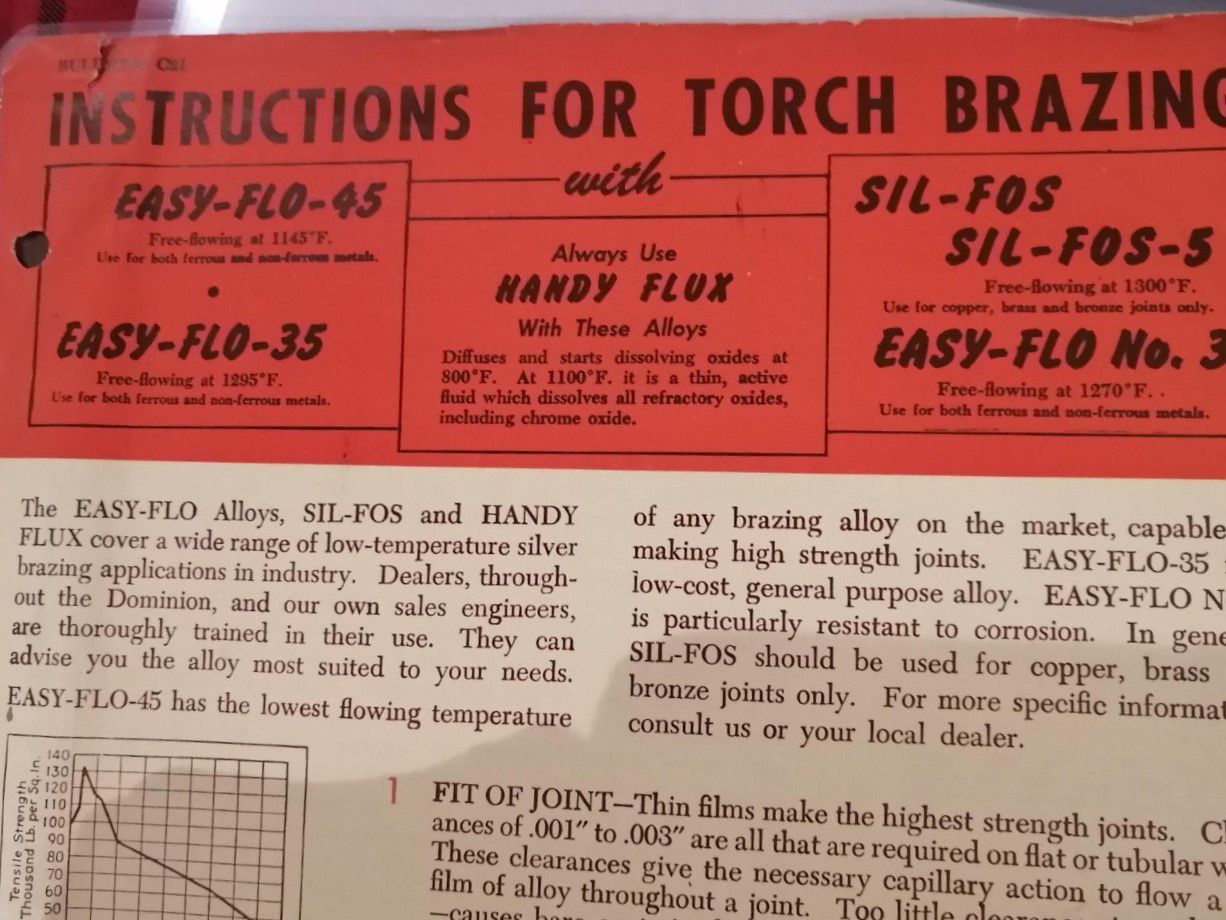 BULLETIN C21
INSTRUCTIONS FOR TORCH BRAZING
with
EASY-FLO-45
Free-flowing at 1145°F.
Use for both ferrous and non-ferrous metals.
•
EASY-FLO-35
Free-flowing at 1295°F.
Use for both ferrous and non-ferrous metals.
Always Use
HANDY FLUX
With These Alloys
Diffuses and starts dissolving oxides at
800°F. At 1100°F. it is a thin, active
fluid which dissolves all refractory oxides,
including chrome oxide.
SIL-FOS
SIL-FOS-5
Free-flowing at 1300°F.
Use for copper, brass and bronze joints only.
EASY-FLO No. 3
Free-flowing at 1270°F.
Use for both ferrous and non-ferrous metals.
The EASY-FLO Alloys, SIL-FOS and HANDY
FLUX cover a wide range of low-temperature silver
brazing applications in industry. Dealers, through-
out the Dominion, and our own sales engineers,
are thoroughly trained in their use. They can
advise you the alloy most suited to your needs.
EASY-FLO-45 has the lowest flowing temperature
of any brazing alloy on the market, capable
making high strength joints. EASY-FLO-35
low-cost, general purpose alloy. EASY-FLO N
is particularly resistant to corrosion. In gene
SIL-FOS should be used for copper, brass
bronze joints only. For more specific informat
consult us or your local dealer.
Tensile Strength
Thousand Lb. per Sq. In.
140
130
120
110
100
90
80
70
60
50
1 FIT OF JOINT—Thin films make the highest strength joints. Cl
ances of .001″ to .003″ are all that are required on flat or tubular w
These clearances give the necessary capillary action to flow a
film of alloy throughout a joint. Too little clearance
—causes